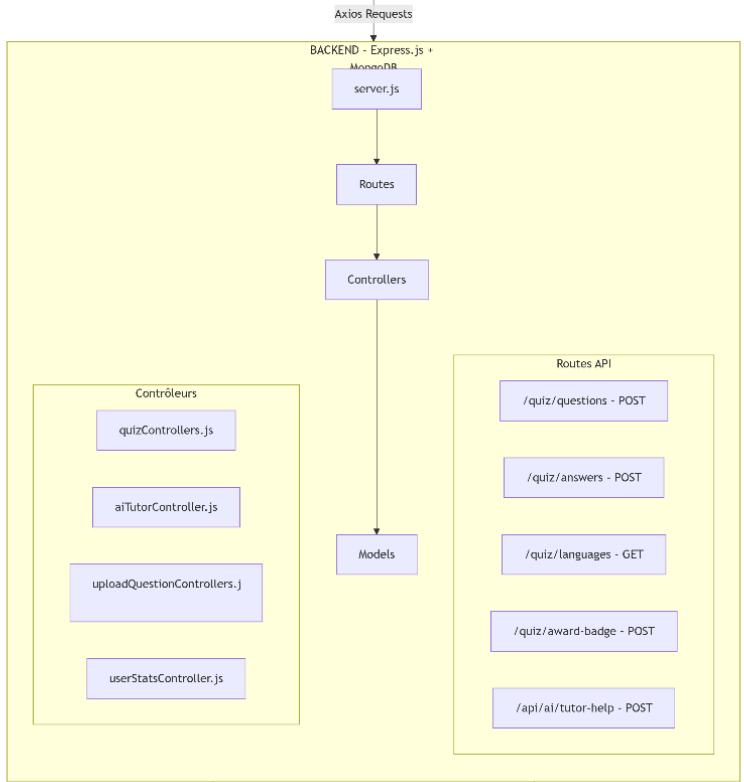 Axios Requests
BACKEND - Express.js +
MongoDB
server.js
Routes
Controllers
Models
Contrôleurs
quizControllers.js
aiTutorController.js
uploadQuestionControllers.j
userStatsController.js
Routes API
/quiz/questions - POST
/quiz/answers - POST
/quiz/languages - GET
/quiz/award-badge - POST
/api/ai/tutor-help - POST